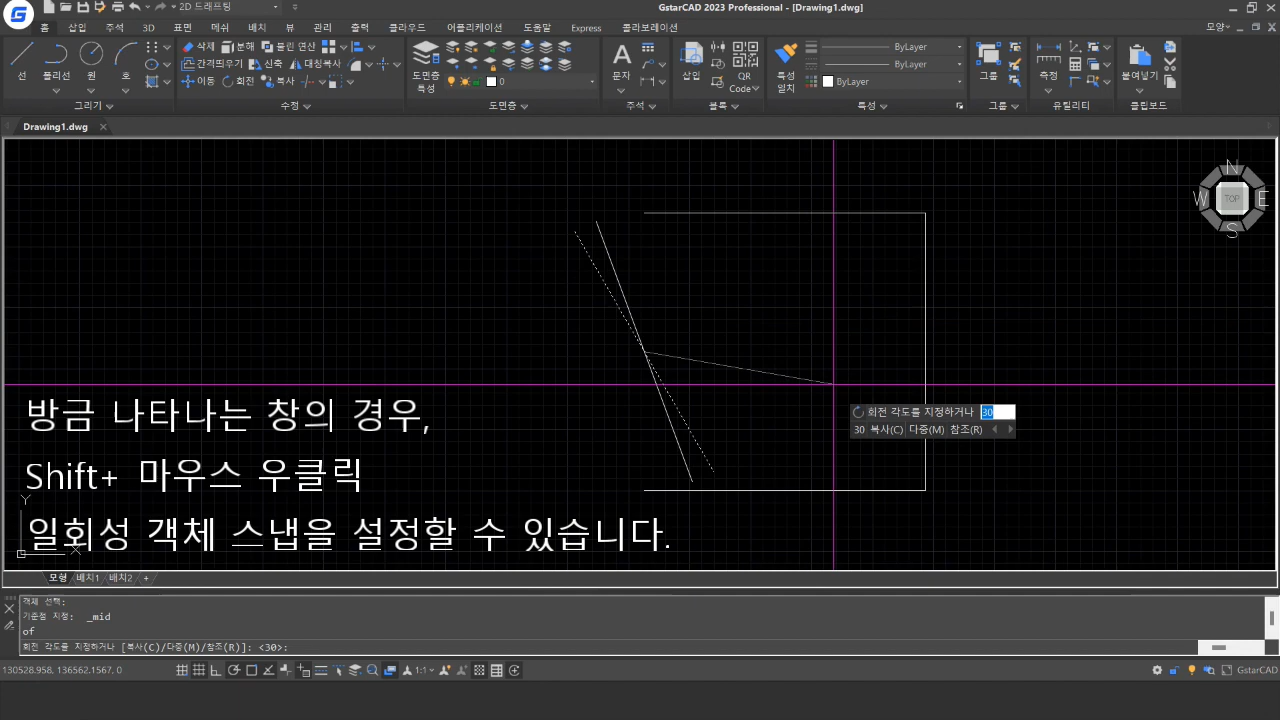 2D 드래프팅
GstarCAD 2023 Professional - [Drawing1.dwg]
홈 삽입 주석 3D 표면 메쉬 배치 뷰 관리 출력 클라우드 어플리케이션 도움말 Express 콜라보레이션
모양
선 폴리선 원 호
삭제 분해 불린 연산
간격띄우기 신축 대칭복사
이동 회전 복사
도면층 특성
0
문자
삽입
QR Code
특성 일치
ByLayer
ByLayer
ByLayer
그룹
측정
붙여넣기
그리기 수정 도면층 주석 블록 특성 그룹 유틸리티 클립보드
Drawing1.dwg
N
W TOP E
S
회전 각도를 지정하거나 30
30 복사(C) 다중(M) 참조(R)
방금 나타나는 창의 경우,
Shift+ 마우스 우클릭
일회성 객체 스냅을 설정할 수 있습니다.
Y
X
모형 배치1 배치2 +
객체 선택:
기준점 지정: _mid
of
회전 각도를 지정하거나 [복사(C)/다중(M)/참조(R)]: <30>:
130528.958, 136562.1567, 0
1:1
GstarCAD